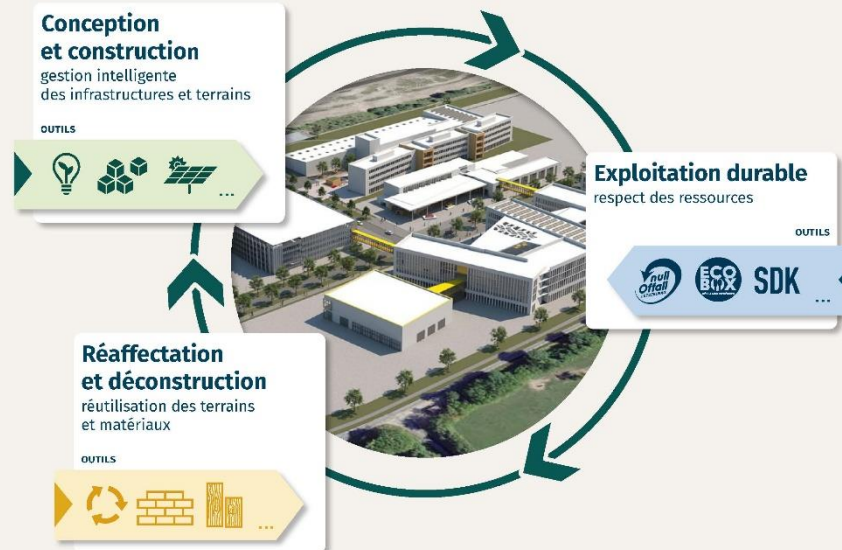 Conception
et construction
gestion intelligente
des infrastructures et terrains
OUTILS
...
Exploitation durable
respect des ressources
OUTILS
null
Offall
ECO
BOX
SDK
...
Réaffectation
et déconstruction
réutilisation des terrains
et matériaux
OUTILS
...